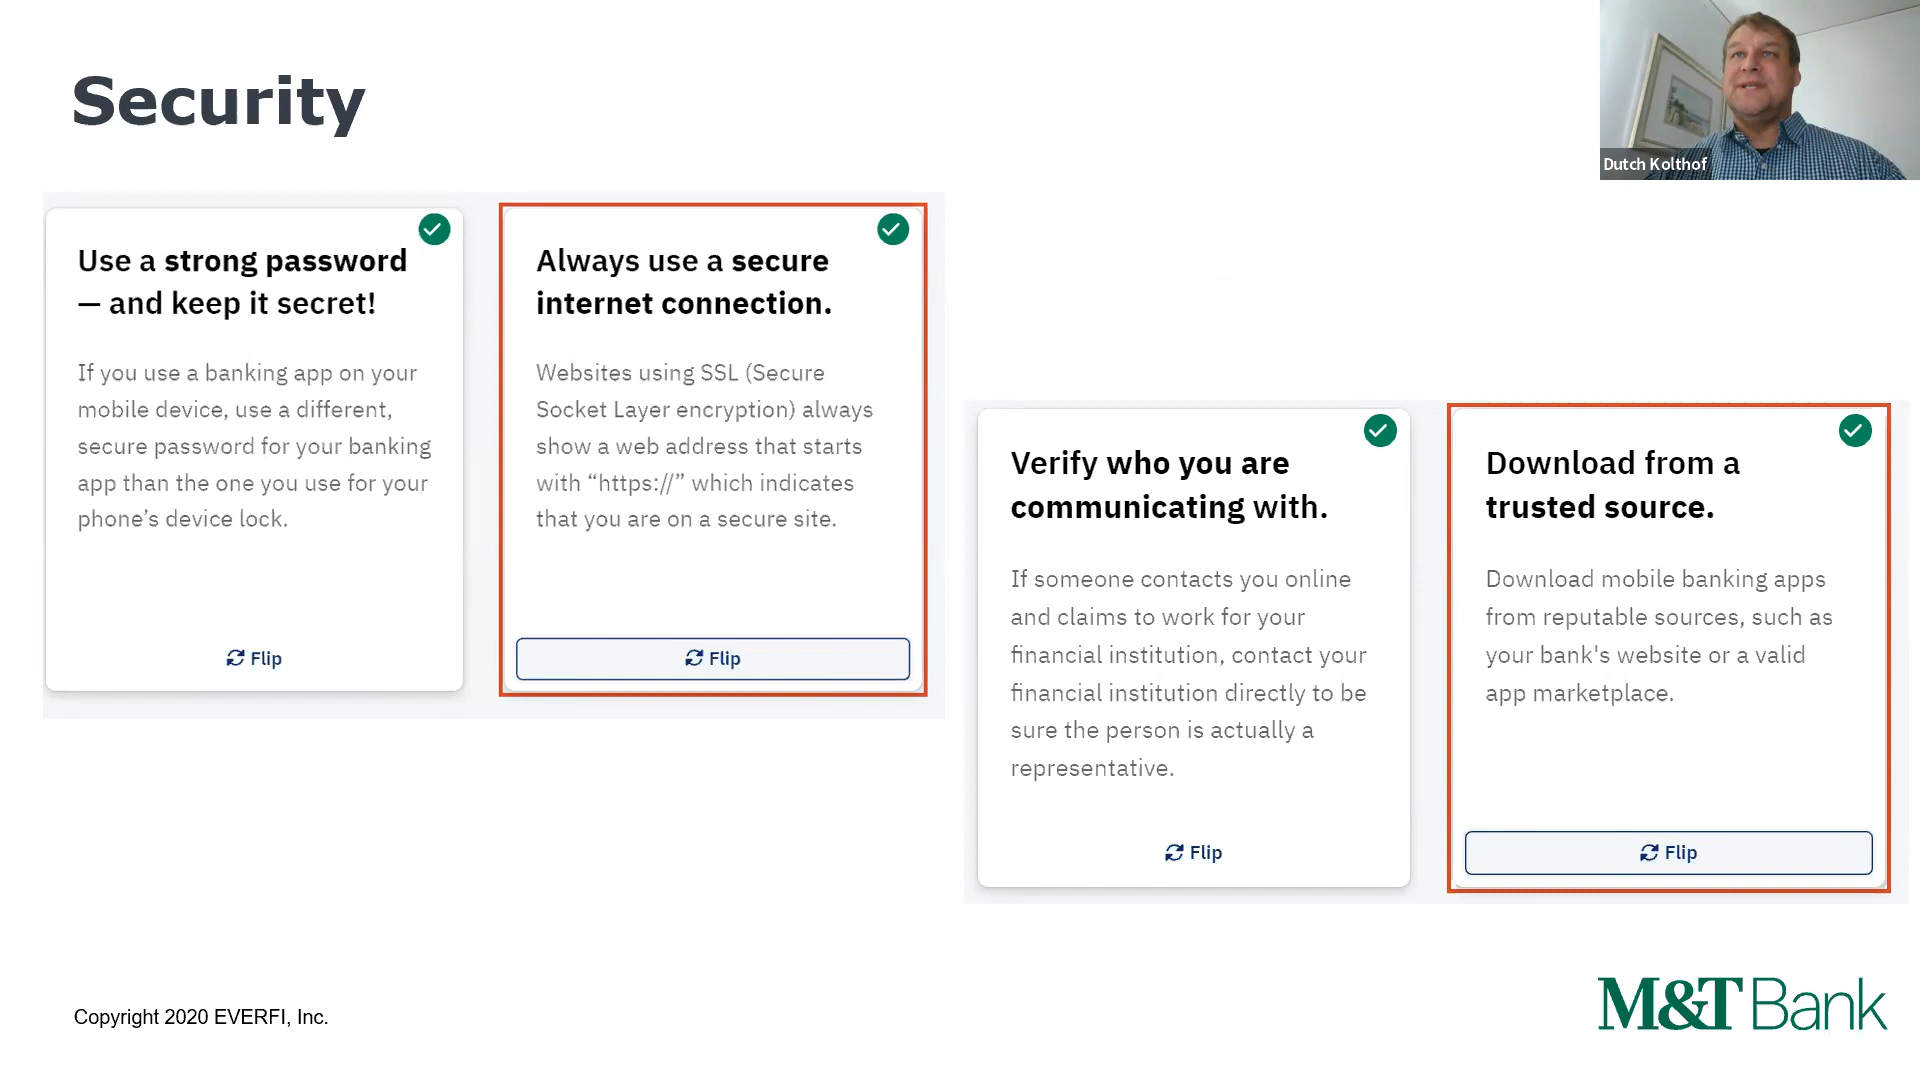 Security
Dutch Kolthof
Use a strong password
— and keep it secret!
If you use a banking app on your
mobile device, use a different,
secure password for your banking
app than the one you use for your
phone’s device lock.
Flip
Always use a secure
internet connection.
Websites using SSL (Secure
Socket Layer encryption) always
show a web address that starts
with “https://” which indicates
that you are on a secure site.
Flip
Verify who you are
communicating with.
If someone contacts you online
and claims to work for your
financial institution, contact your
financial institution directly to be
sure the person is actually a
representative.
Flip
Download from a
trusted source.
Download mobile banking apps
from reputable sources, such as
your bank's website or a valid
app marketplace.
Flip
Copyright 2020 EVERFI, Inc.
M&T Bank